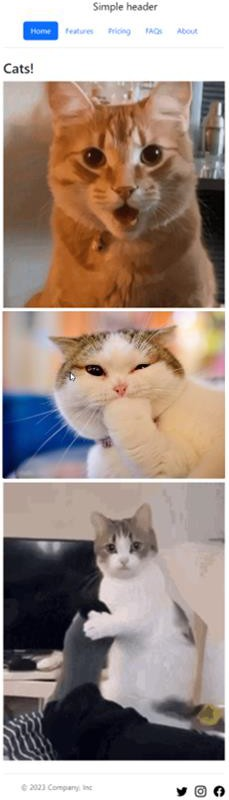 Simple header
Home Features Pricing FAQs About
Cats!
© 2023 Company, Inc